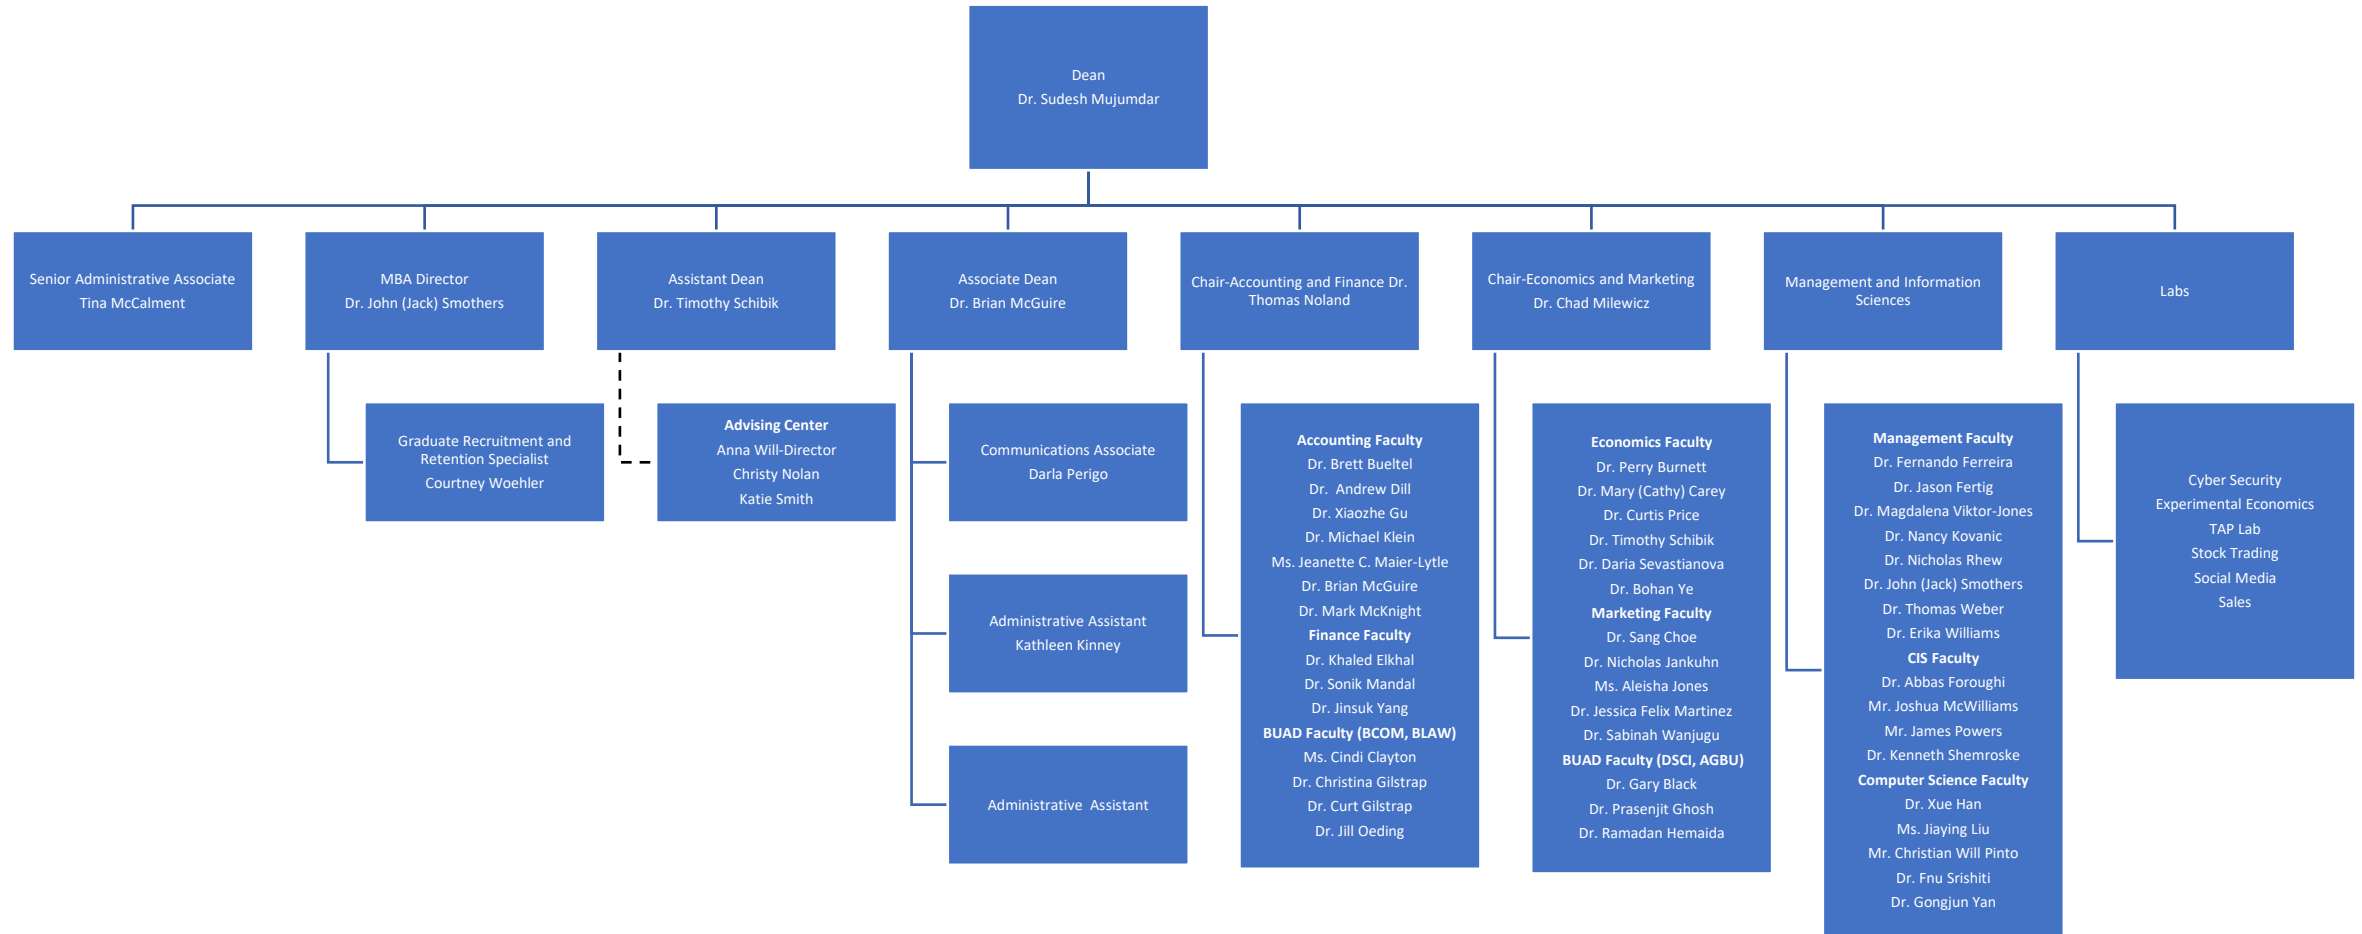 Dean
Dr. Sudesh Mujumdar
Senior Administrative Associate
Tina McCalment
MBA Director
Dr. John (Jack) Smothers
Assistant Dean
Dr. Timothy Schibik
Associate Dean
Dr. Brian McGuire
Chair-Accounting and Finance Dr.
Thomas Noland
Chair-Economics and Marketing
Dr. Chad Milewicz
Management and Information
Sciences
Labs
Graduate Recruitment and
Retention Specialist
Courtney Woehler
Advising Center
Anna Will-Director
Christy Nolan
Katie Smith
Communications Associate
Darla Perigo
Administrative Assistant
Kathleen Kinney
Administrative  Assistant
Accounting Faculty
Dr. Brett Bueltel
Dr.  Andrew Dill
Dr. Xiaozhe Gu
Dr. Michael Klein
Ms. Jeanette C. Maier-Lytle
Dr. Brian McGuire
Dr. Mark McKnight
Finance Faculty
Dr. Khaled Elkhal
Dr. Sonik Mandal
Dr. Jinsuk Yang
BUAD Faculty (BCOM, BLAW)
Ms. Cindi Clayton
Dr. Christina Gilstrap
Dr. Curt Gilstrap
Dr. Jill Oeding
Economics Faculty
Dr. Perry Burnett
Dr. Mary (Cathy) Carey
Dr. Curtis Price
Dr. Timothy Schibik
Dr. Daria Sevastianova
Dr. Bohan Ye
Marketing Faculty
Dr. Sang Choe
Dr. Nicholas Jankuhn
Ms. Aleisha Jones
Dr. Jessica Felix Martinez
Dr. Sabinah Wanjugu
BUAD Faculty (DSCI, AGBU)
Dr. Gary Black
Dr. Prasenjit Ghosh
Dr. Ramadan Hemaida
Management Faculty
Dr. Fernando Ferreira
Dr. Jason Fertig
Dr. Magdalena Viktor-Jones
Dr. Nancy Kovanic
Dr. Nicholas Rhew
Dr. John (Jack) Smothers
Dr. Thomas Weber
Dr. Erika Williams
CIS Faculty
Dr. Abbas Foroughi
Mr. Joshua McWilliams
Mr. James Powers
Dr. Kenneth Shemroske
Computer Science Faculty
Dr. Xue Han
Ms. Jiaying Liu
Mr. Christian Will Pinto
Dr. Fnu Srishiti
Dr. Gongjun Yan
Cyber Security
Experimental Economics
TAP Lab
Stock Trading
Social Media
Sales